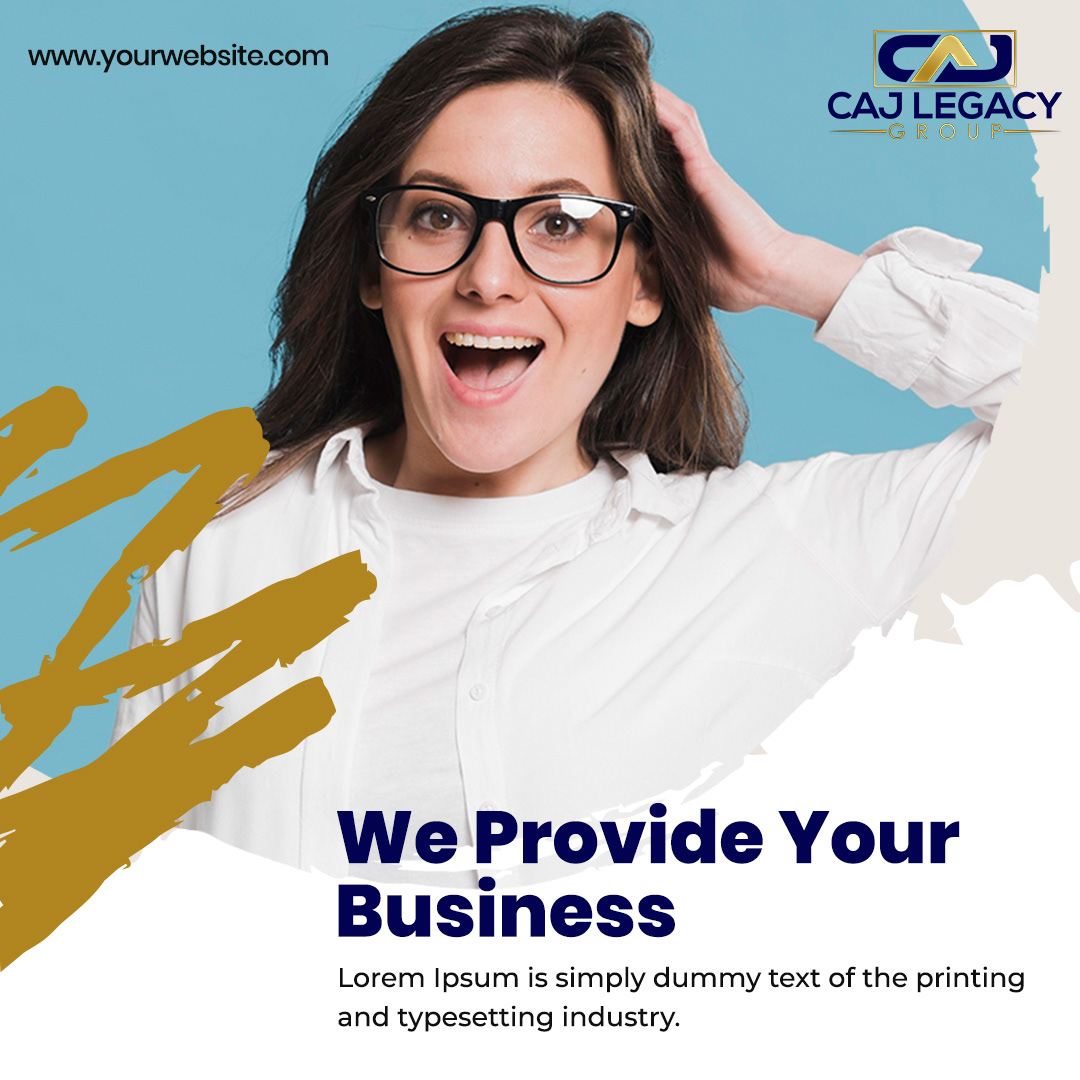 www.yourwebsite.com
CAJ
CAJ LEGACY
GROUP
We Provide Your
Business
Lorem Ipsum is simply dummy text of the printing
and typesetting industry.